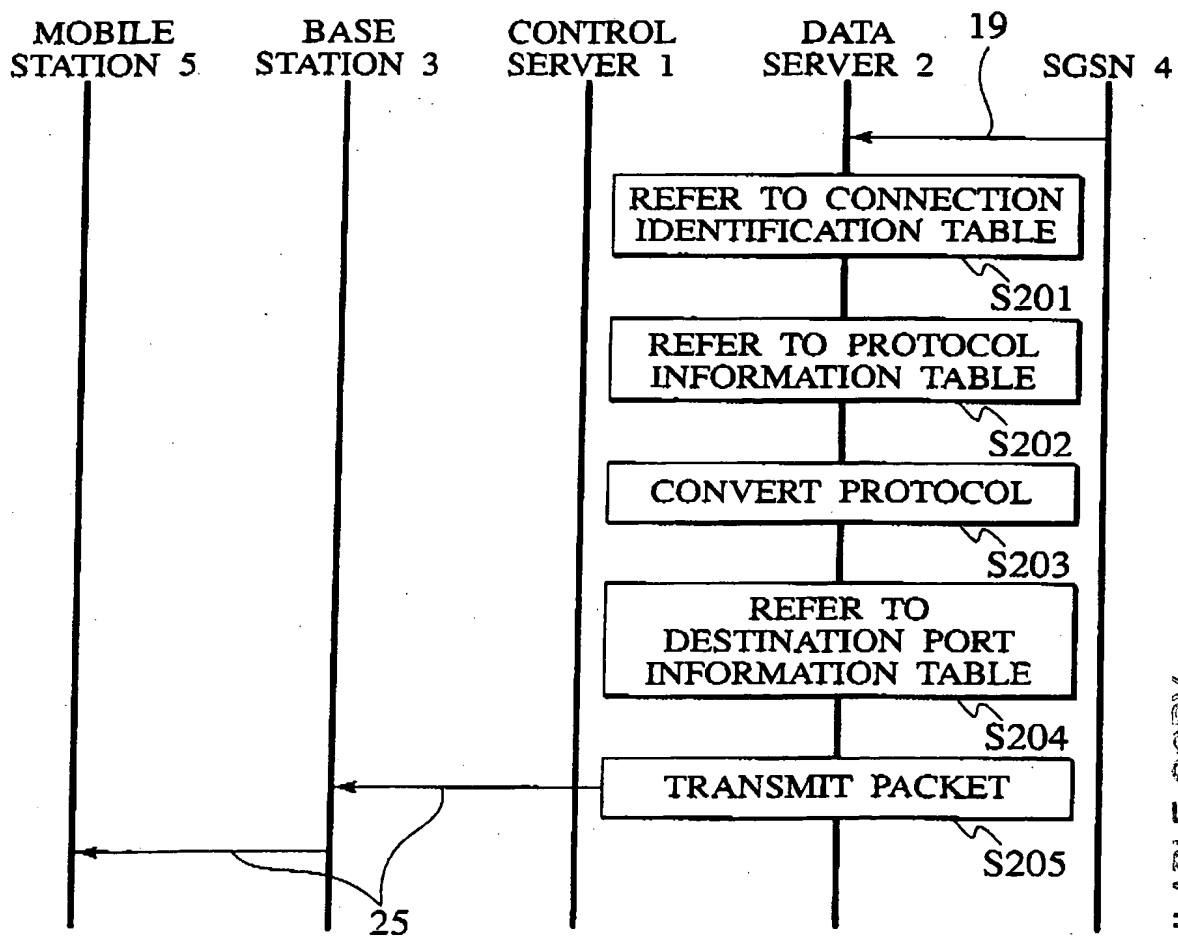 MOBILE STATION 5
BASE STATION 3
CONTROL SERVER 1
DATA SERVER 2
19
SGSN 4
REFER TO CONNECTION
IDENTIFICATION TABLE
S201
REFER TO PROTOCOL
INFORMATION TABLE
S202
CONVERT PROTOCOL
S203
REFER TO
DESTINATION PORT
INFORMATION TABLE
S204
TRANSMIT PACKET
S205
25